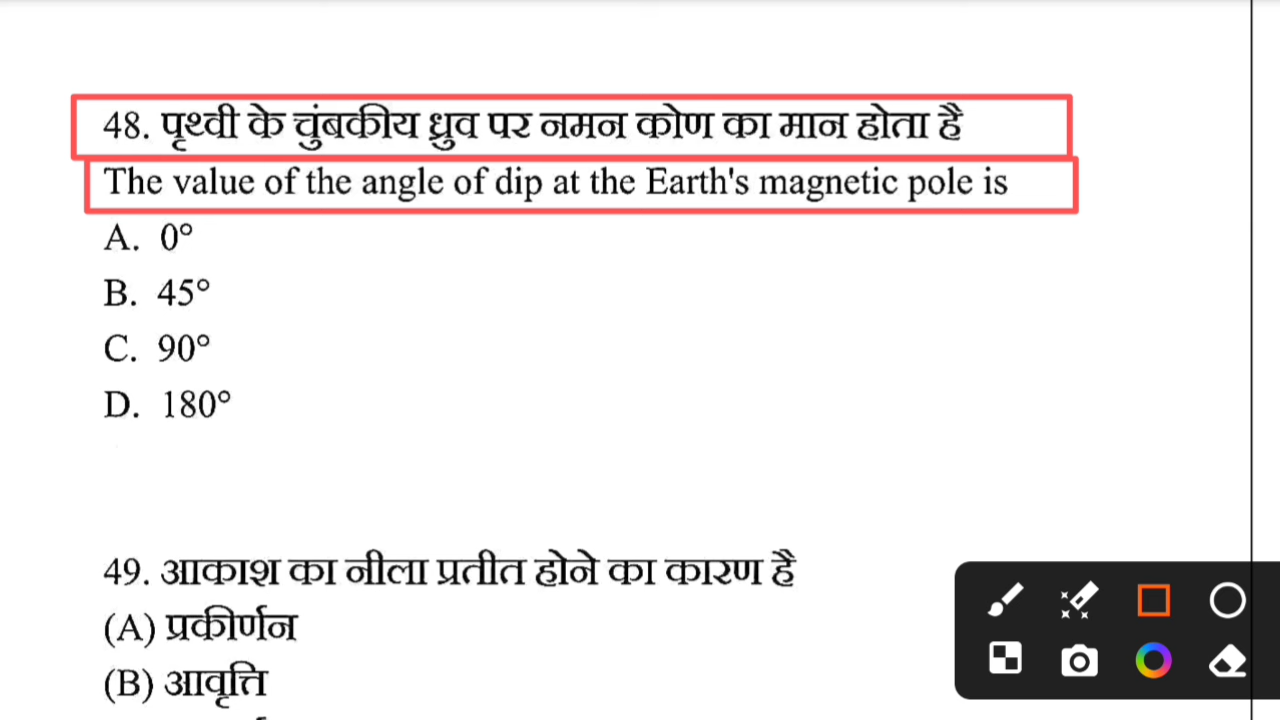 48. पृथ्वी के चुंबकीय ध्रुव पर नमन कोण का मान होता है
The value of the angle of dip at the Earth's magnetic pole is
A. 0°
B. 45°
C. 90°
D. 180°
49. आकाश का नीला प्रतीत होने का कारण है
(A) प्रकीर्णन
(B) आवृत्ति